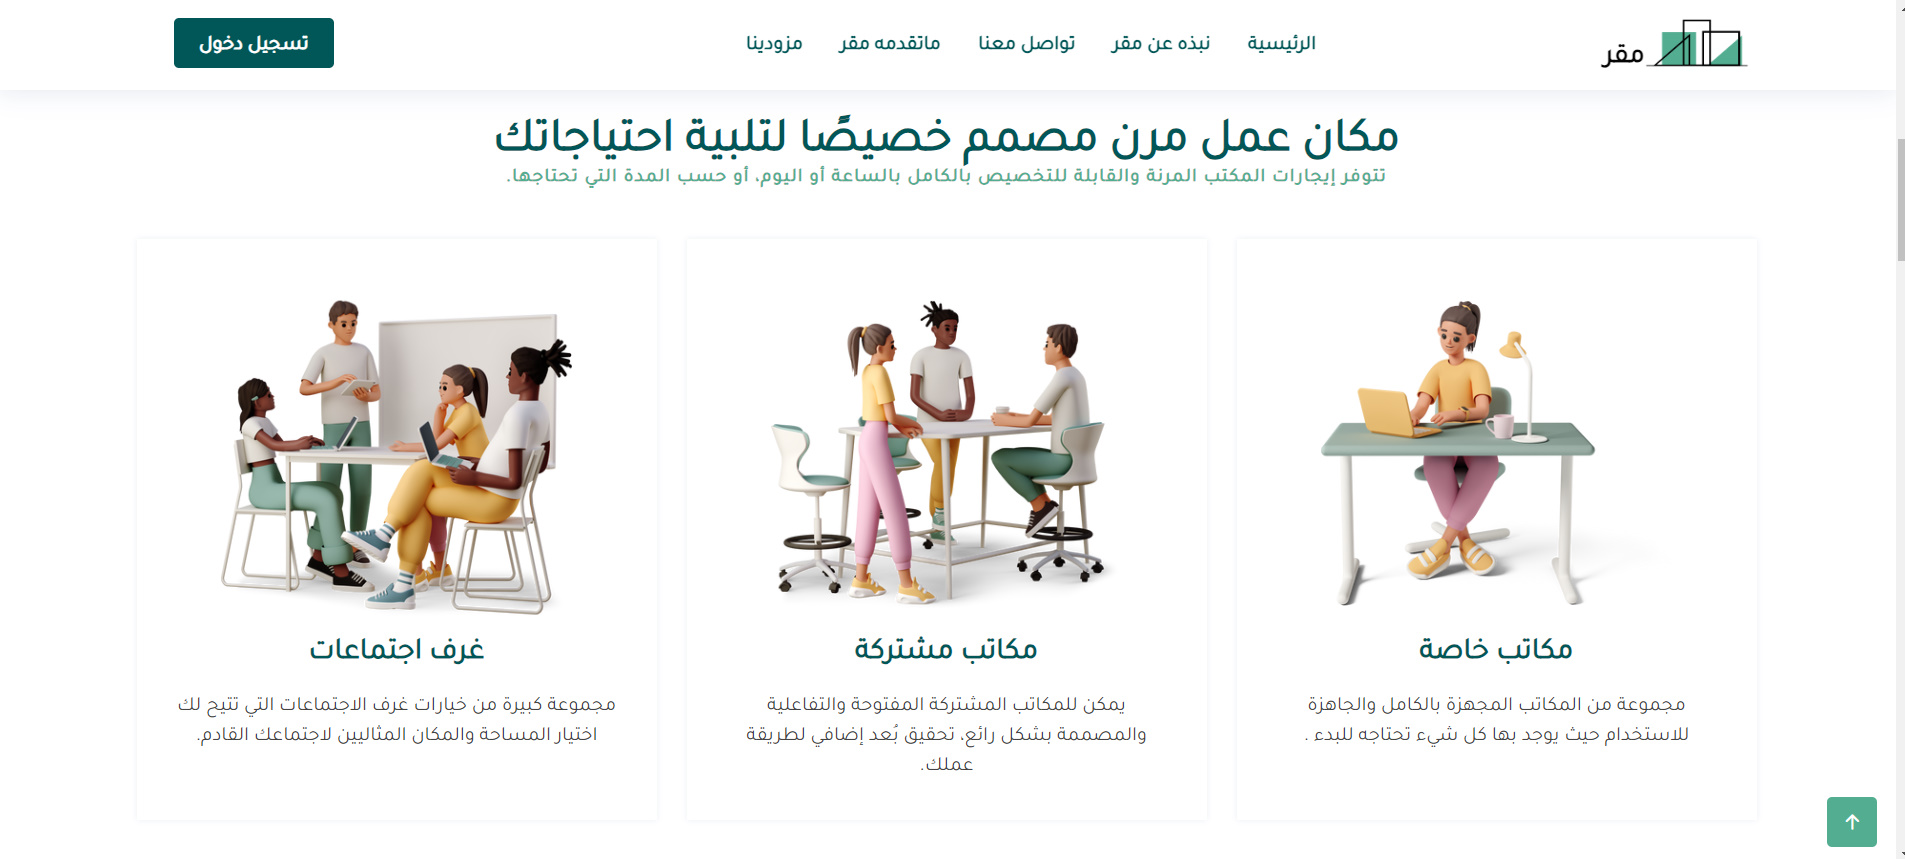 مقر
الرئيسية
نبذه عن مقر
تواصل معنا
ماتقدمه مقر
مزودينا
تسجيل دخول
مكان عمل مرن مصمم خصيصًا لتلبية احتياجاتك
تتوفر إيجارات المكتب المرنة والقابلة للتخصيص بالكامل بالساعة أو اليوم، أو حسب المدة التي تحتاجها.
مكاتب خاصة
مجموعة من المكاتب المجهزة بالكامل والجاهزة
للاستخدام حيث يوجد بها كل شيء تحتاجه للبدء .
مكاتب مشتركة
يمكن للمكاتب المشتركة المفتوحة والتفاعلية
والمصممة بشكل رائع، تحقيق بُعد إضافي لطريقة
عملك.
غرف اجتماعات
مجموعة كبيرة من خيارات غرف الاجتماعات التي تتيح لك
اختيار المساحة والمكان المثاليين لاجتماعك القادم.